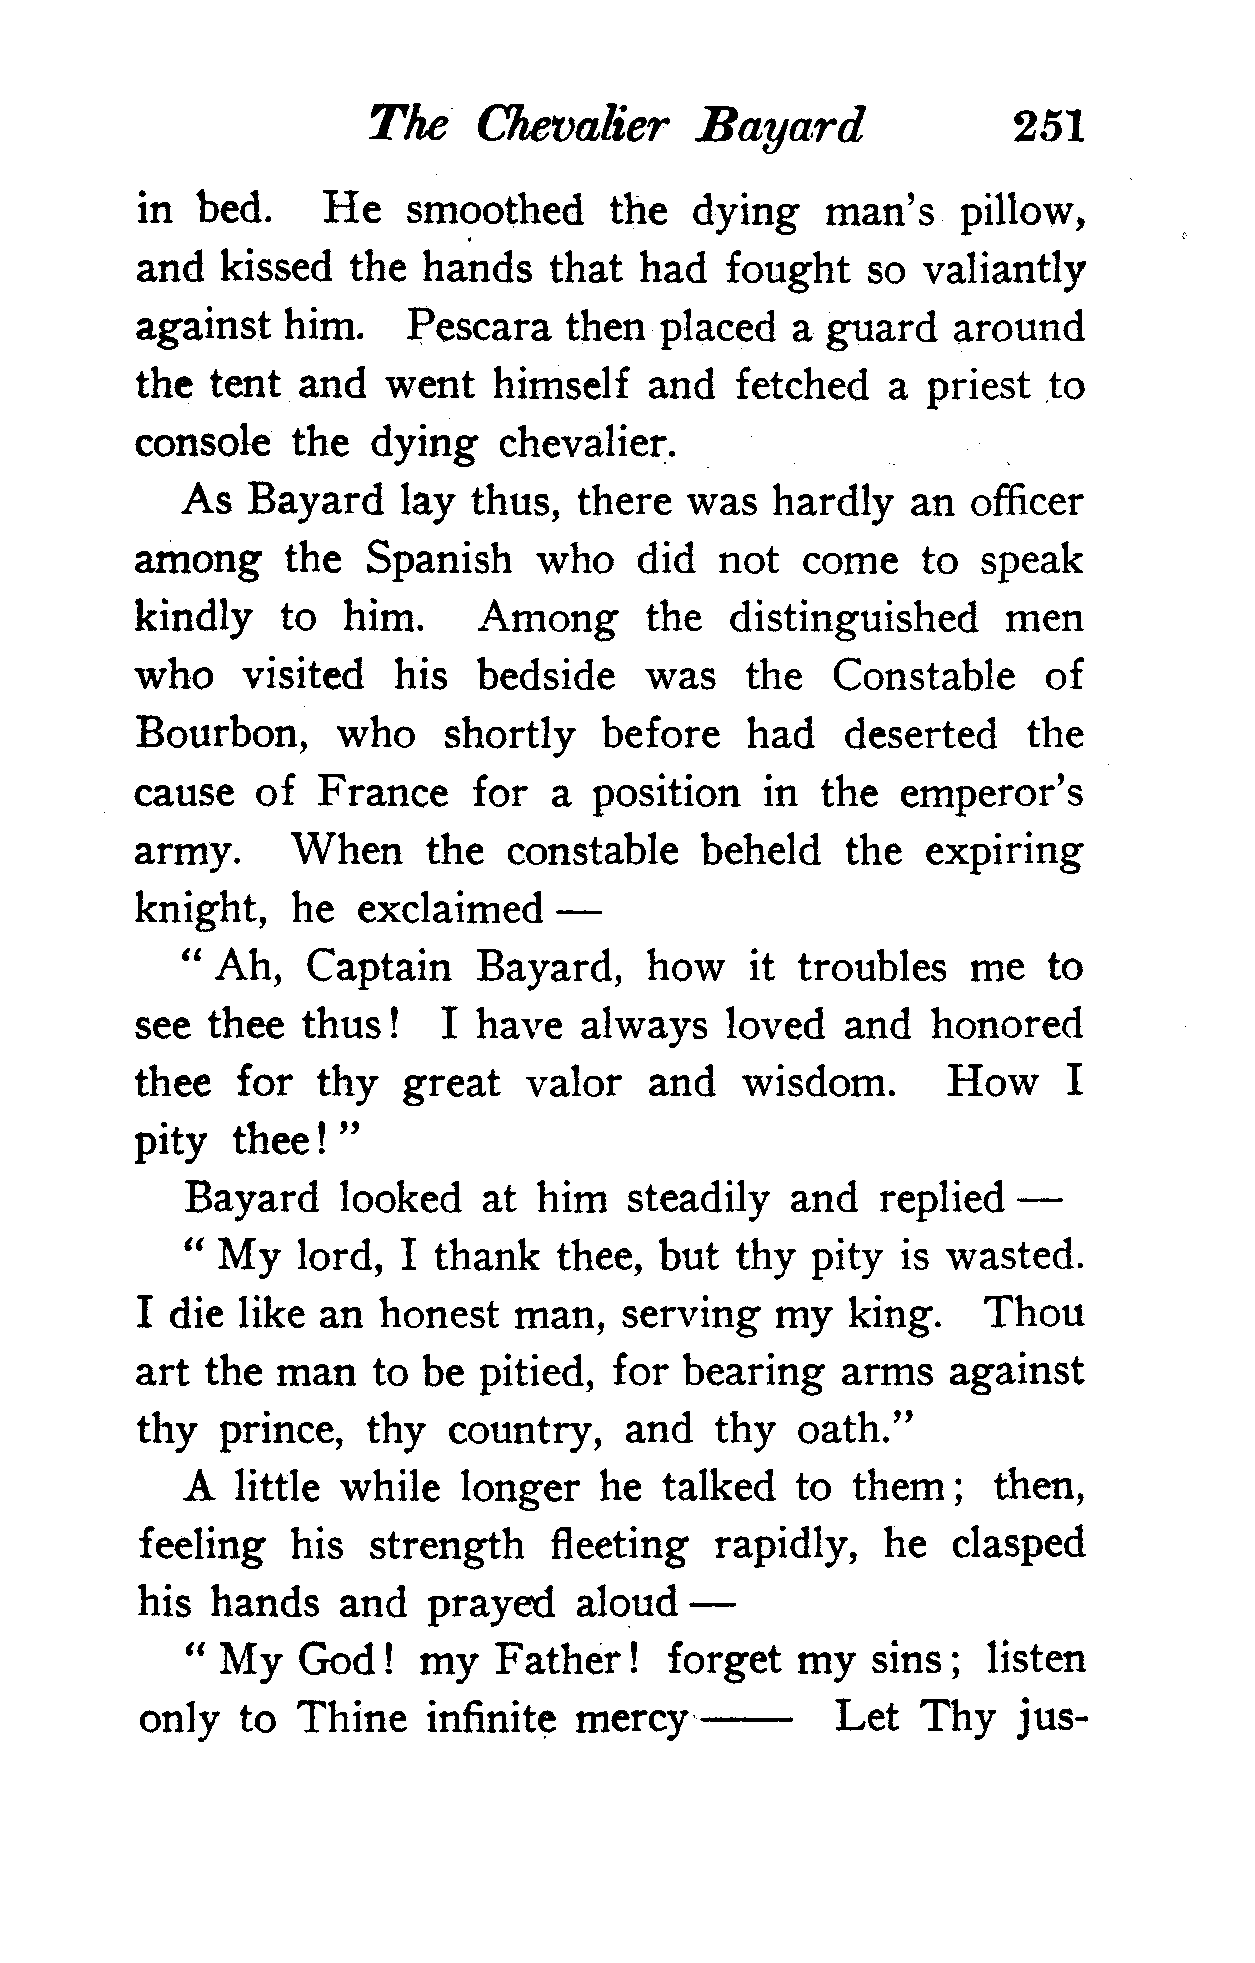 The Chevalier Bayard 251
in bed. He smoothed the dying man's pillow,
and kissed the hands that had fought so valiantly
against him. Pescara then placed a guard around
the tent and went himself and fetched a priest to
console the dying chevalier.
As Bayard lay thus, there was hardly an officer
among the Spanish who did not come to speak
kindly to him. Among the distinguished men
who visited his bedside was the Constable of
Bourbon, who shortly before had deserted the
cause of France for a position in the emperor's
army. When the constable beheld the expiring
knight, he exclaimed —
“ Ah, Captain Bayard, how it troubles me to
see thee thus! I have always loved and honored
thee for thy great valor and wisdom. How I
pity thee! ”
Bayard looked at him steadily and replied —
“ My lord, I thank thee, but thy pity is wasted.
I die like an honest man, serving my king. Thou
art the man to be pitied, for bearing arms against
thy prince, thy country, and thy oath.”
A little while longer he talked to them; then,
feeling his strength fleeting rapidly, he clasped
his hands and prayed aloud —
“ My God! my Father! forget my sins; listen
only to Thine infinite mercy —— Let Thy jus-